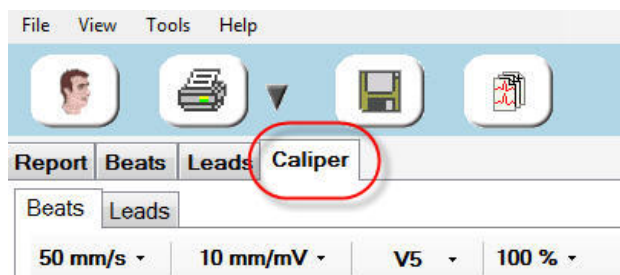 File View Tools Help
Report Beats Leads Caliper
Beats Leads
50 mm/s 10 mm/mV V5 100 %